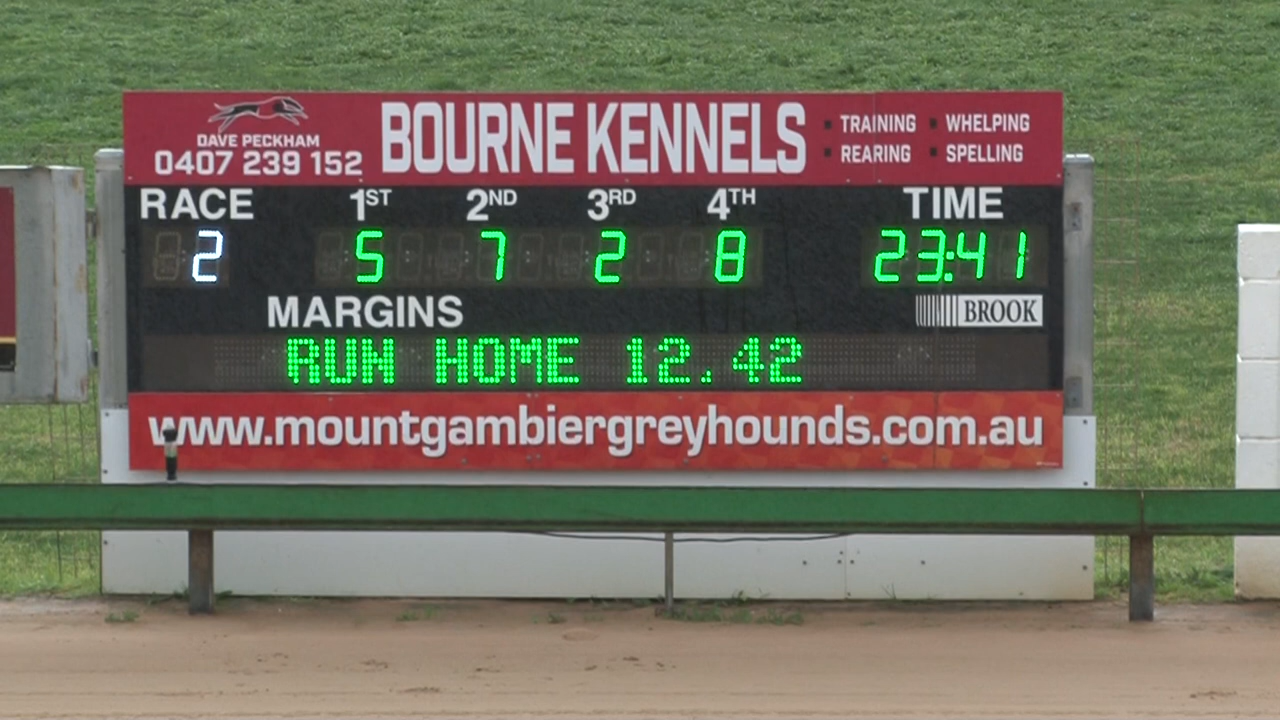 DAVE PECKHAM
0407 239 152
BOURNE KENNELS
▪ TRAINING ▪ WHELPING
▪ REARING ▪ SPELLING
RACE 1ST 2ND 3RD 4TH TIME
2 5 7 2 8 23:41
MARGINS
BROOK
RUN HOME 12.42
www.mountgambiergreyhounds.com.au